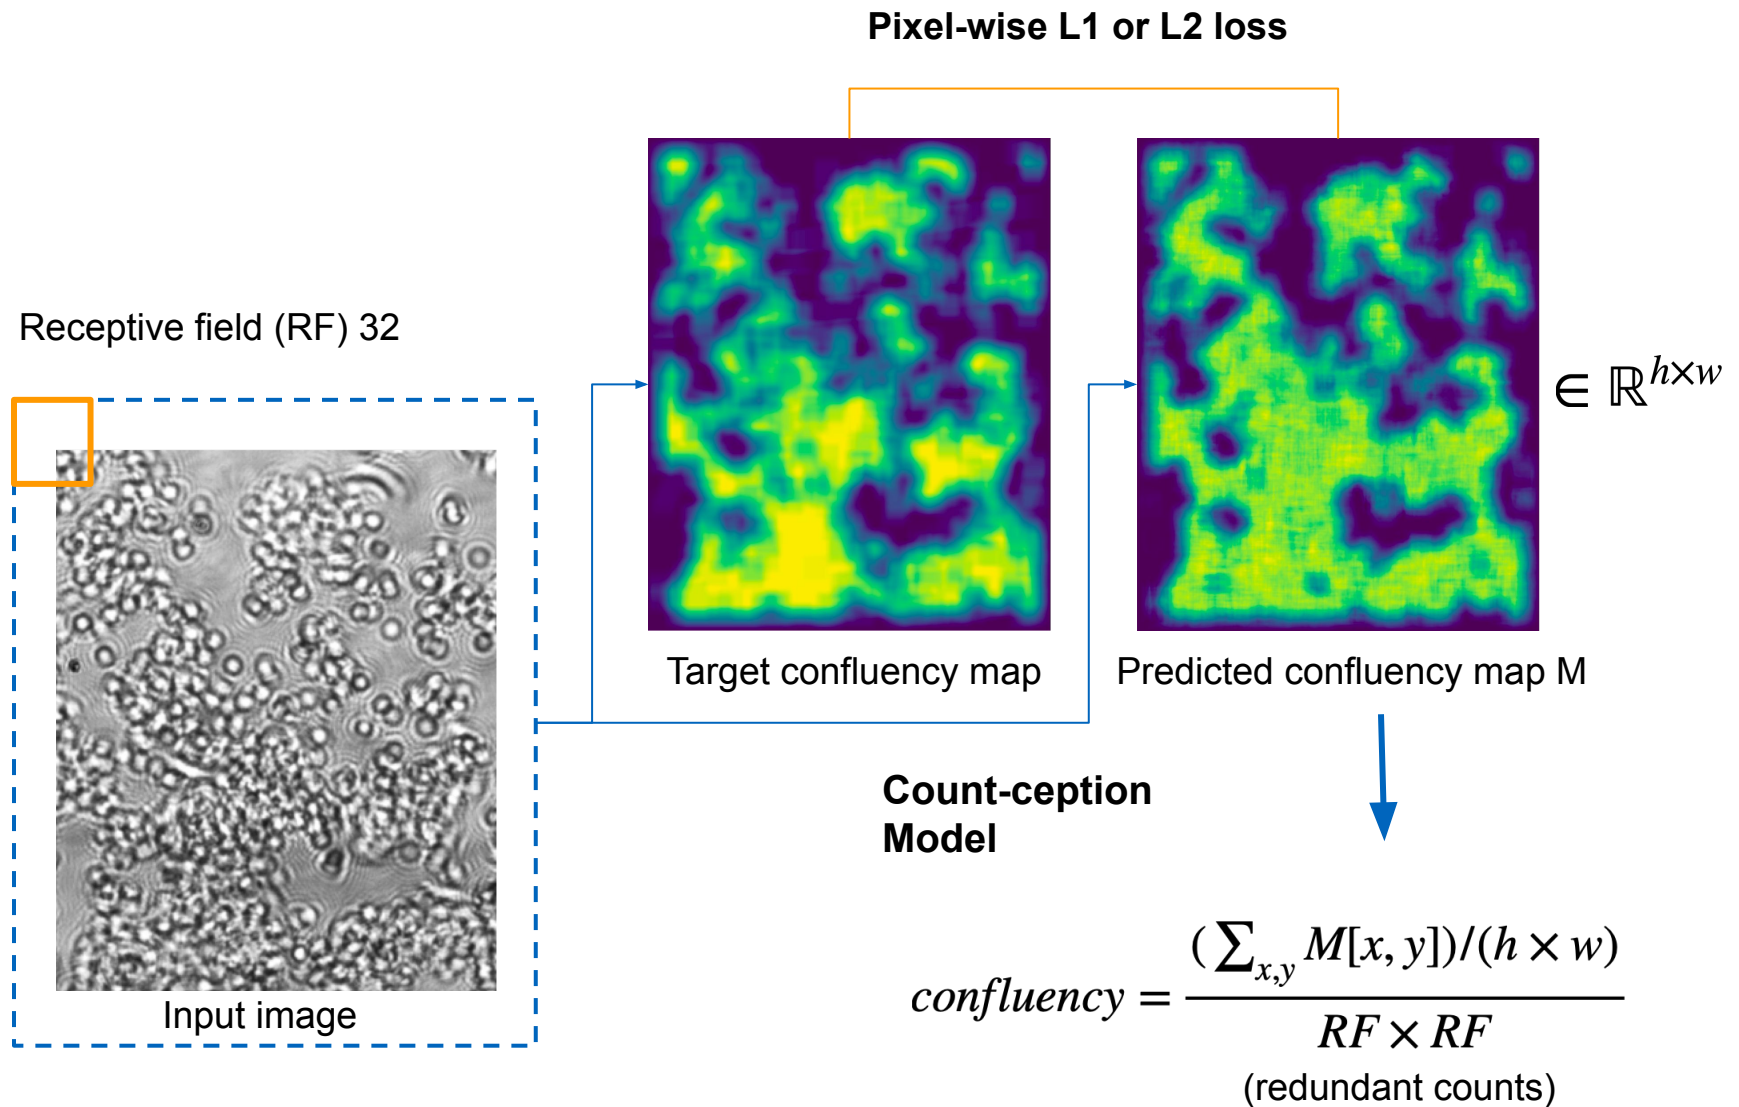 Pixel-wise L1 or L2 loss
Receptive field (RF) 32
∈ ℝ^{h×w}
Target confluency map
Predicted confluency map M
Count-ception
Model
confluency = (∑_{x,y} M[x, y])/(h × w) / RF × RF
(redundant counts)
Input image